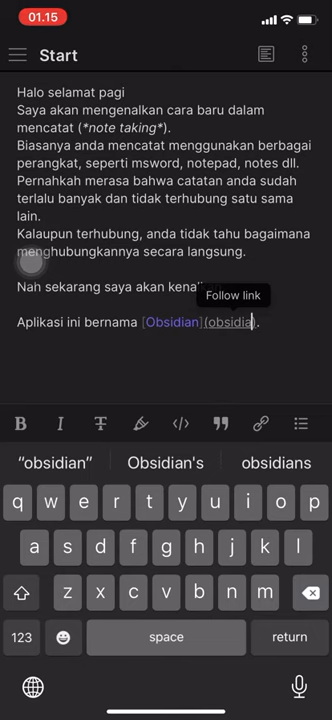 01.15
Start
Halo selamat pagi
Saya akan mengenalkan cara baru dalam
mencatat (*note taking*).
Biasanya anda mencatat menggunakan berbagai
perangkat, seperti msword, notepad, notes dll.
Pernahkah merasa bahwa catatan anda sudah
terlalu banyak dan tidak terhubung satu sama
lain.
Kalaupun terhubung, anda tidak tahu bagaimana
menghubungkannya secara langsung.
Nah sekarang saya akan
Follow link
Aplikasi ini bernama [Obsidian](obsidia).
B I T </> ”
“obsidian” Obsidian's obsidians
q w e r t y u i o p
a s d f g h j k l
z x c v b n m
123 space return